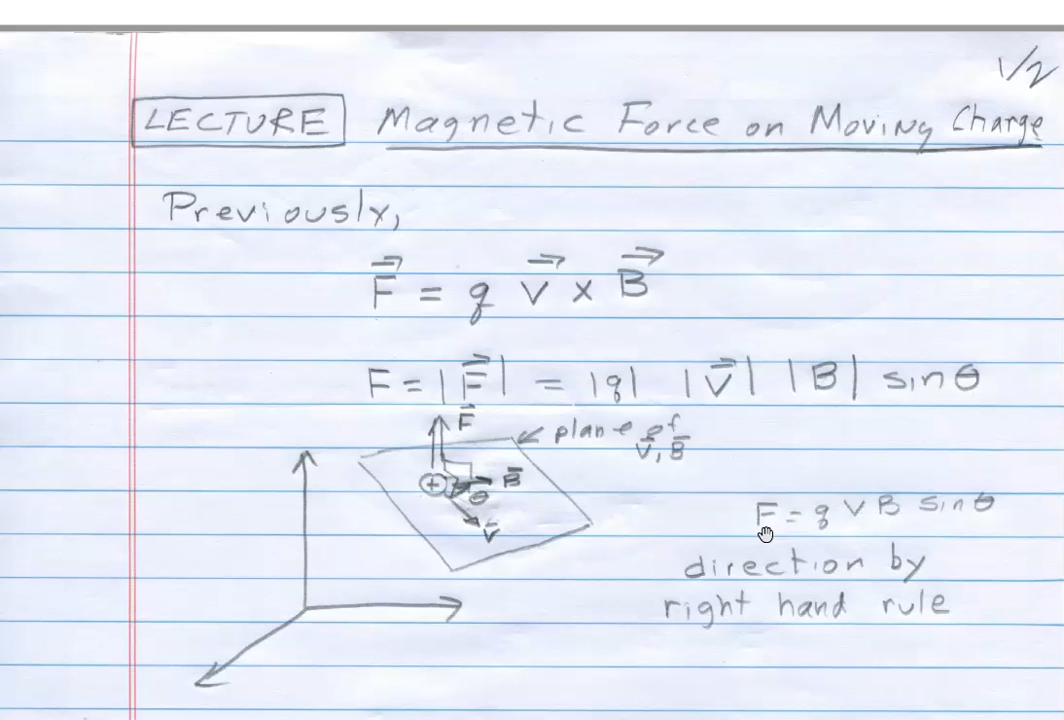 1/2
LECTURE Magnetic Force on Moving Charge
Previously,
F⃗ = q V⃗ x B⃗
F = |F⃗| = |q| |V⃗| |B| sin θ
F⃗
plane of
V⃗, B⃗
+ B⃗
θ
V⃗
F = q V B sin θ
direction by
right hand rule